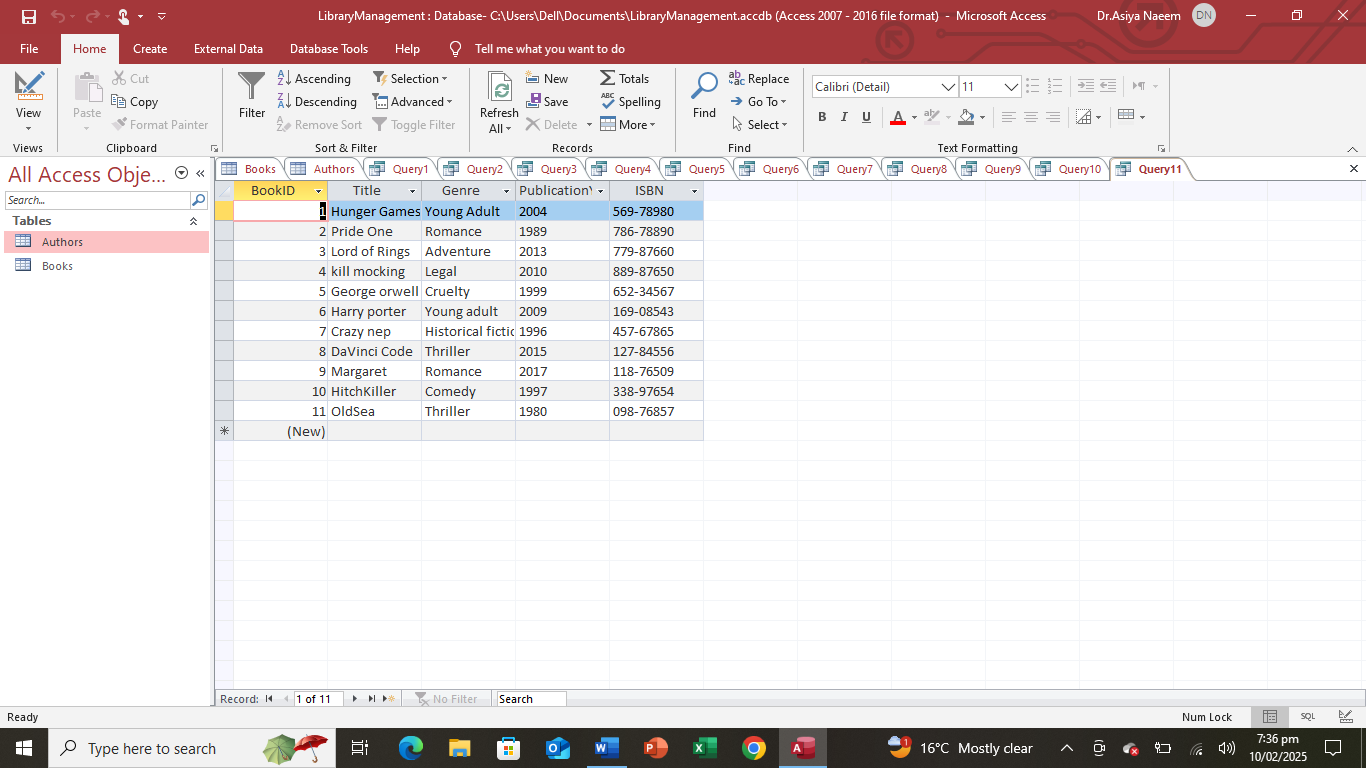 LibraryManagement : Database- C:\Users\Dell\Documents\LibraryManagement.accdb (Access 2007 - 2016 file format) - Microsoft Access
Dr.Asiya Naeem
DN
File Home Create External Data Database Tools Help Tell me what you want to do
View
Views
Paste
Cut
Copy
Format Painter
Clipboard
Filter
Ascending
Descending
Remove Sort
Selection
Advanced
Toggle Filter
Sort & Filter
Refresh
All
New
Save
Delete
Totals
Spelling
More
Records
Find
Replace
Go To
Select
Find
Calibri (Detail) 11
B I U
Text Formatting
All Access Obje...
Search...
Tables
Authors
Books
Books Authors Query1 Query2 Query3 Query4 Query5 Query6 Query7 Query8 Query9 Query10 Query11
BookID Title Genre PublicationY ISBN
1 Hunger Games Young Adult 2004 569-78980
2 Pride One Romance 1989 786-78890
3 Lord of Rings Adventure 2013 779-87660
4 kill mocking Legal 2010 889-87650
5 George orwell Cruelty 1999 652-34567
6 Harry porter Young adult 2009 169-08543
7 Crazy nep Historical fictio 1996 457-67865
8 DaVinci Code Thriller 2015 127-84556
9 Margaret Romance 2017 118-76509
10 HitchKiller Comedy 1997 338-97654
11 OldSea Thriller 1980 098-76857
(New)
Record: 1 of 11 No Filter Search
Ready
Num Lock
SQL
Type here to search
16°C Mostly clear
7:36 pm
10/02/2025